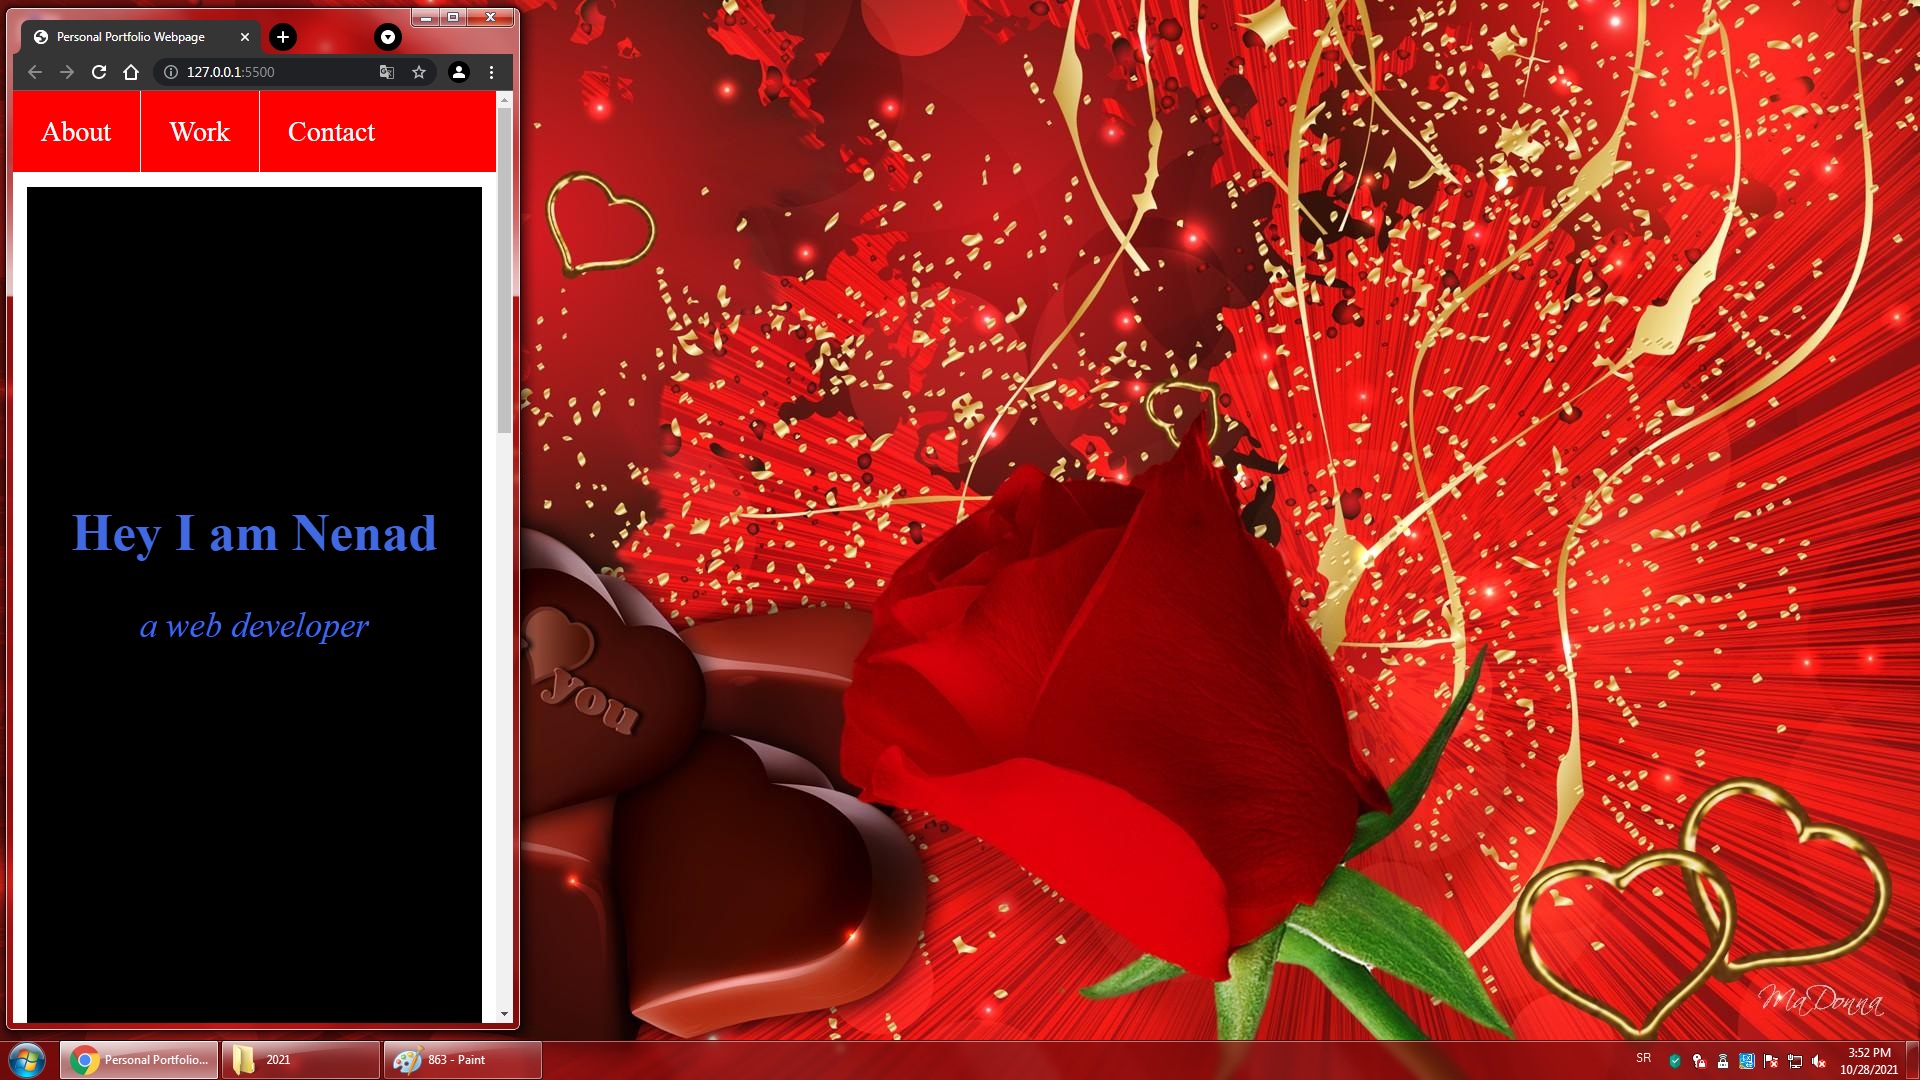 Personal Portfolio Webpage
127.0.0.1:5500
About
Work
Contact
Hey I am Nenad
a web developer
you
MaDonna
Personal Portfolio...
2021
863 - Paint
SR
3:52 PM
10/28/2021